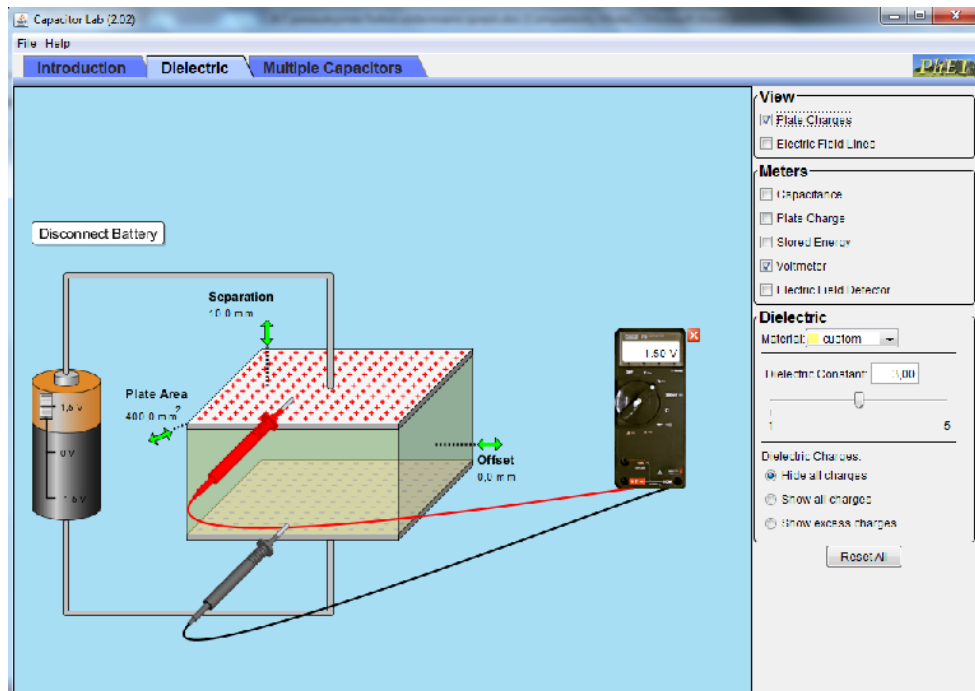 Capacitor Lab (2.02)
File Help
Introduction Dielectric Multiple Capacitors
PhET
View
Plate Charges
Electric Field Lines
Meters
Capacitance
Plate Charge
Stored Energy
Voltmeter
Electric Field Detector
Dielectric
Material: custom
Dielectric Constant: 3,00
1 5
Dielectric Charges:
Hide all charges
Show all charges
Show excess charges
Reset All
Disconnect Battery
Separation
10.0 mm
Plate Area
400.0 mm²
Offset
0,0 mm
1.50 V
1,5 V
0 V
-1.5 V